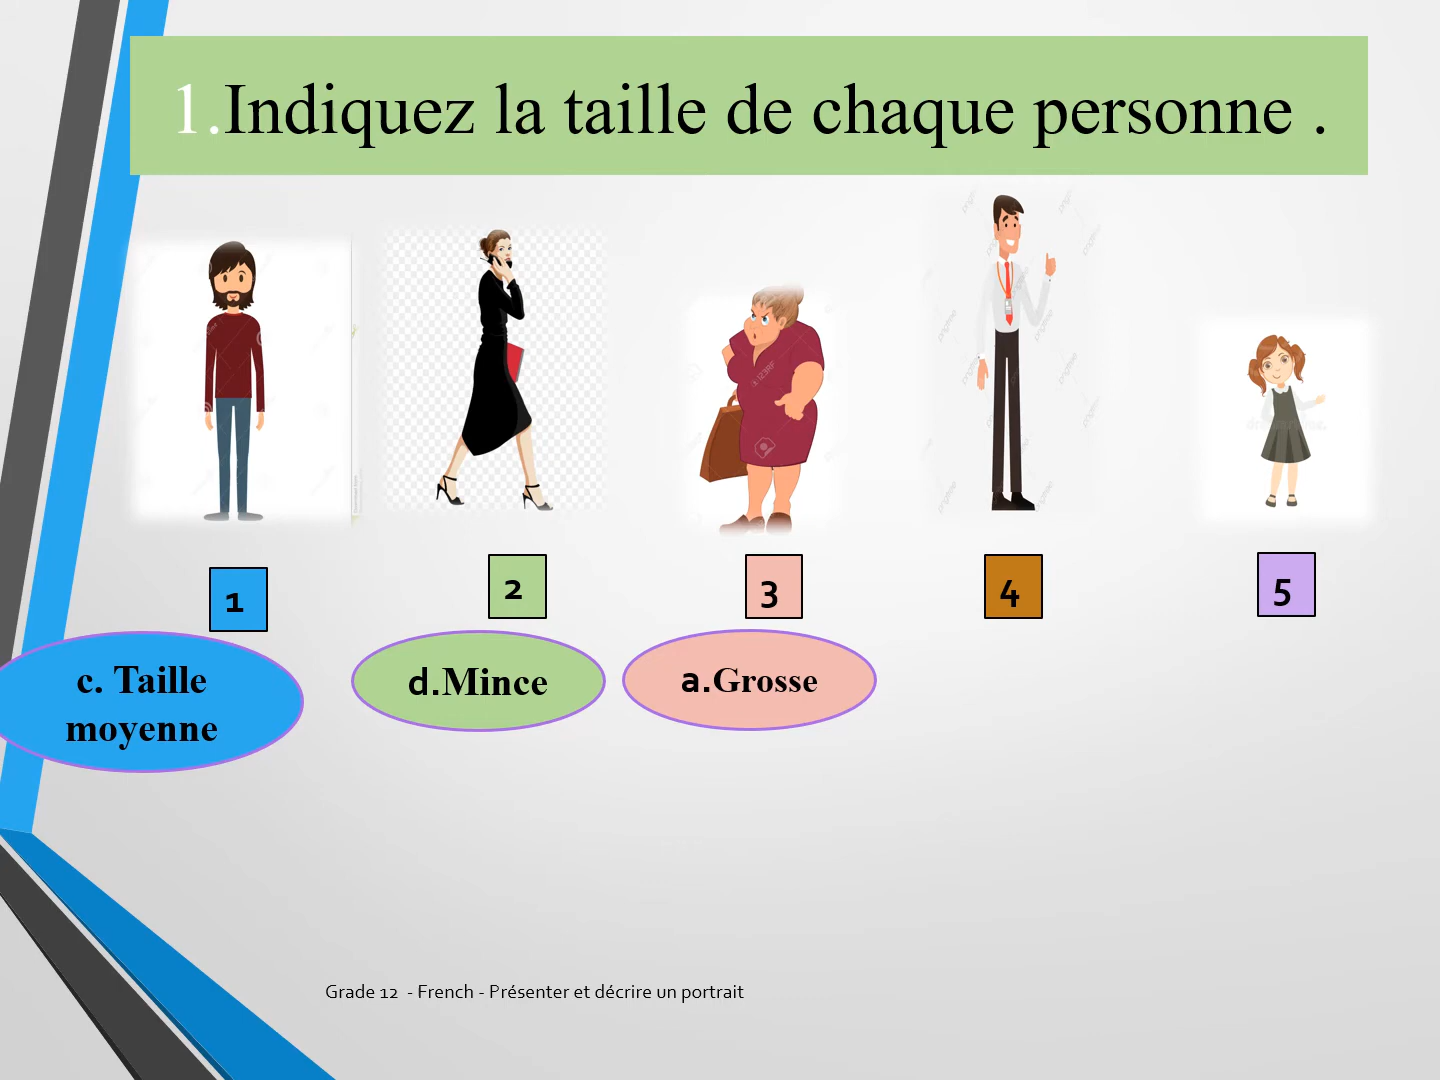 1.Indiquez la taille de chaque personne .
1
2
3
4
5
c. Taille
moyenne
d.Mince
a.Grosse
Grade 12 - French - Présenter et décrire un portrait